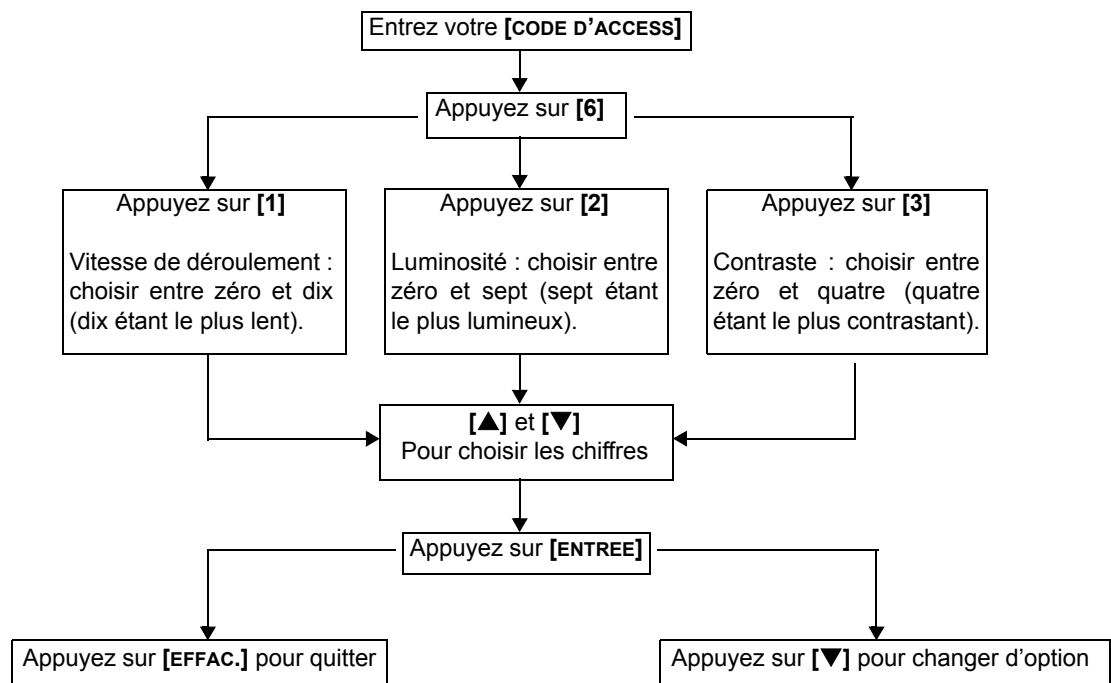 Entrez votre [CODE D'ACCESS]
Appuyez sur [6]
Appuyez sur [1]
Vitesse de déroulement :
choisir entre zéro et dix
(dix étant le plus lent).
Appuyez sur [2]
Luminosité : choisir entre
zéro et sept (sept étant
le plus lumineux).
Appuyez sur [3]
Contraste : choisir entre
zéro et quatre (quatre
étant le plus contrastant).
[▲] et [▼]
Pour choisir les chiffres
Appuyez sur [ENTREE]
Appuyez sur [EFFAC.] pour quitter
Appuyez sur [▼] pour changer d'option